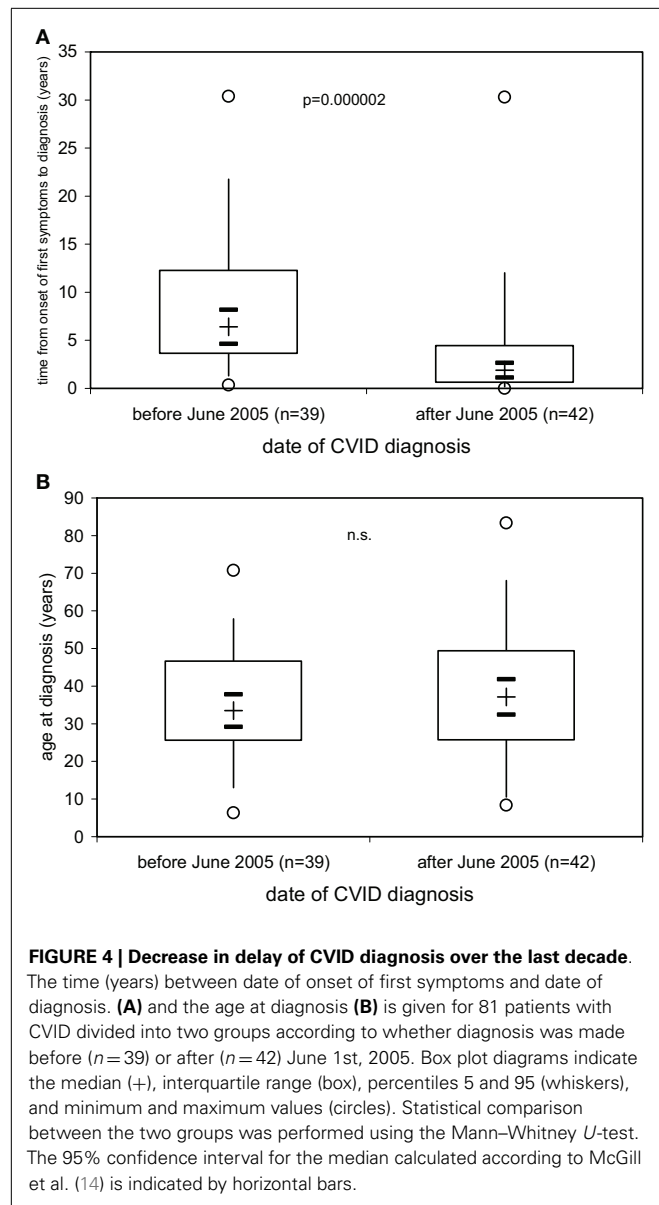 A
time from onset of first symptoms to diagnosis (years)
35
30
25
20
15
10
5
0
p=0.000002
before June 2005 (n=39) after June 2005 (n=42)
date of CVID diagnosis
B
age at diagnosis (years)
90
80
70
60
50
40
30
20
10
0
n.s.
before June 2005 (n=39) after June 2005 (n=42)
date of CVID diagnosis
FIGURE 4 | Decrease in delay of CVID diagnosis over the last decade.
The time (years) between date of onset of first symptoms and date of
diagnosis. (A) and the age at diagnosis (B) is given for 81 patients with
CVID divided into two groups according to whether diagnosis was made
before (n = 39) or after (n = 42) June 1st, 2005. Box plot diagrams indicate
the median (+), interquartile range (box), percentiles 5 and 95 (whiskers),
and minimum and maximum values (circles). Statistical comparison
between the two groups was performed using the Mann–Whitney U-test.
The 95% confidence interval for the median calculated according to McGill
et al. (14) is indicated by horizontal bars.